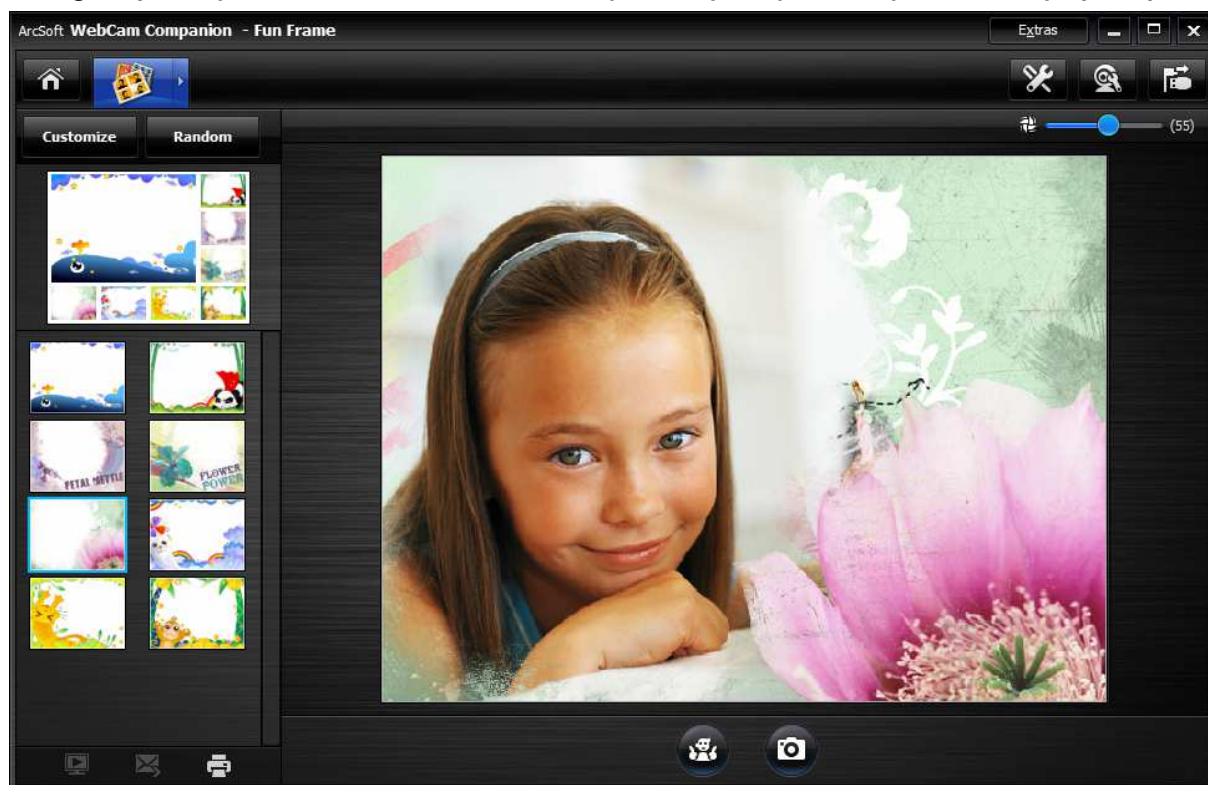 ArcSoft WebCam Companion - Fun Frame
Extras
Customize
Random
(55)
PETAL METTLE
FLOWER
POWER